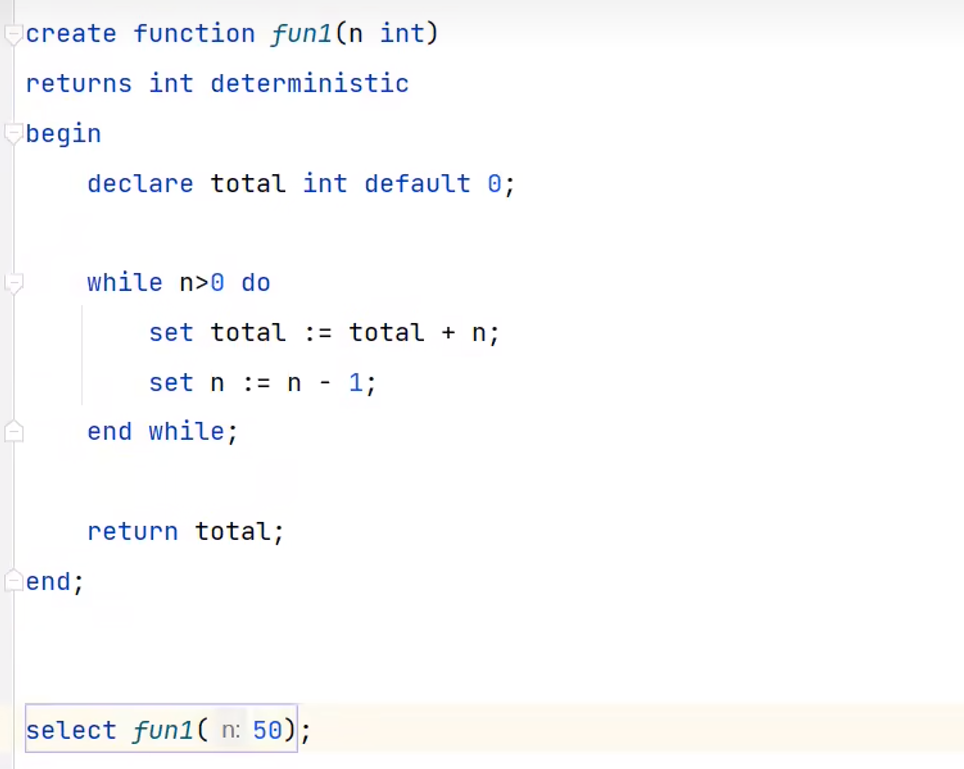 create function fun1(n int)
returns int deterministic
begin
    declare total int default 0;
    while n>0 do
        set total := total + n;
        set n := n - 1;
    end while;
    return total;
end;
select fun1( n: 50);